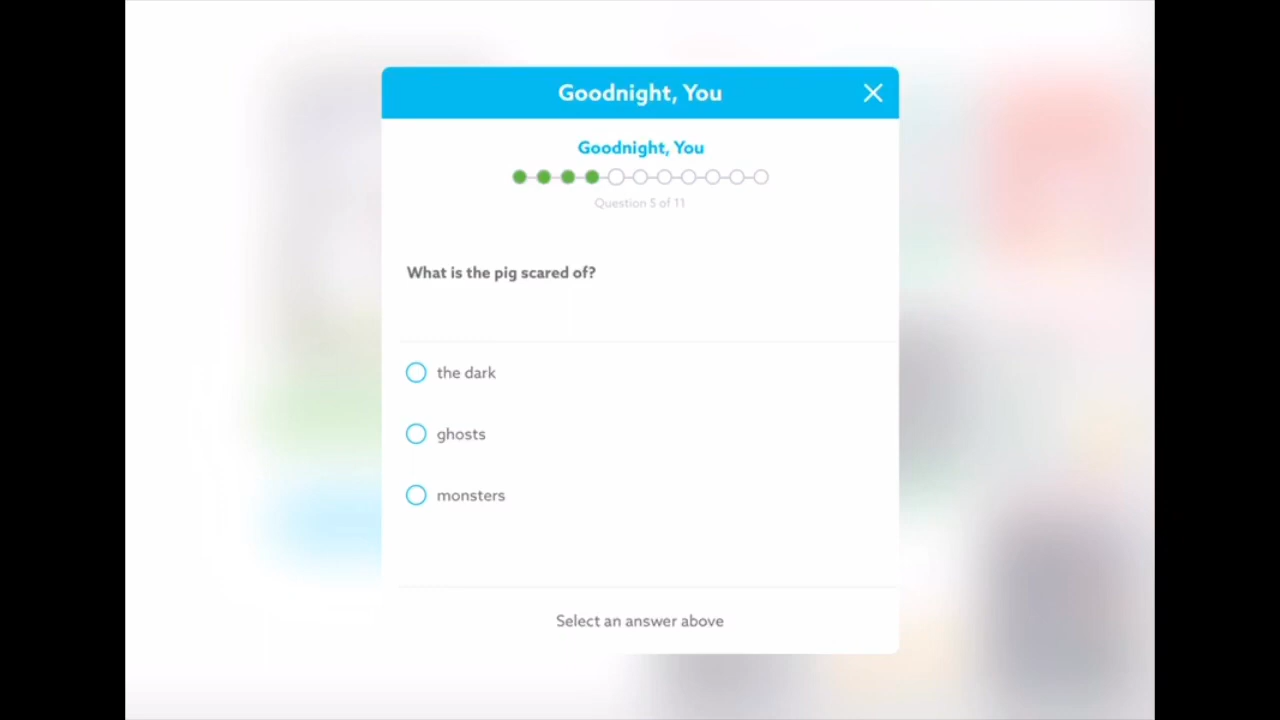 Goodnight, You
Goodnight, You
Question 5 of 11
What is the pig scared of?
the dark
ghosts
monsters
Select an answer above